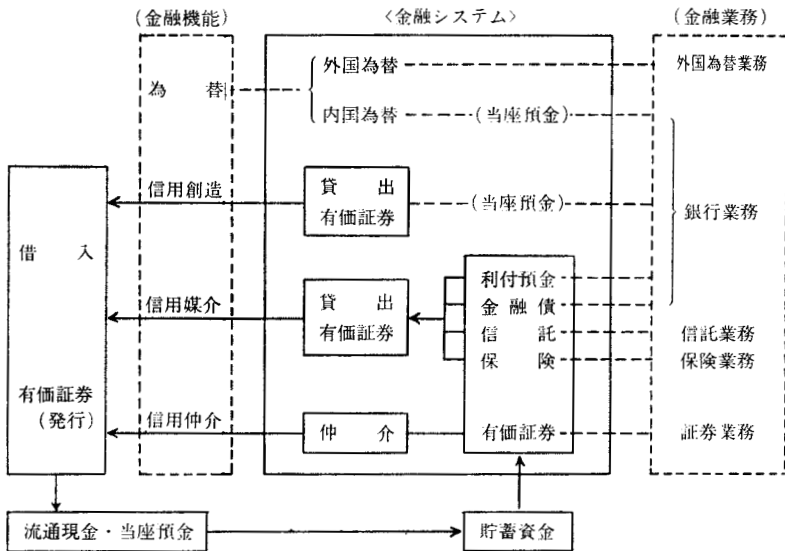 (金融機能)
〈金融システム〉
(金融業務)
為替
外国為替
外国為替業務
内国為替
(当座預金)
信用創造
貸出
有価証券
(当座預金)
銀行業務
借入
利付預金
金融債
信用媒介
貸出
有価証券
信託
信託業務
保険
保険業務
有価証券
(発行)
信用仲介
仲介
有価証券
証券業務
流通現金・当座預金
貯蓄資金